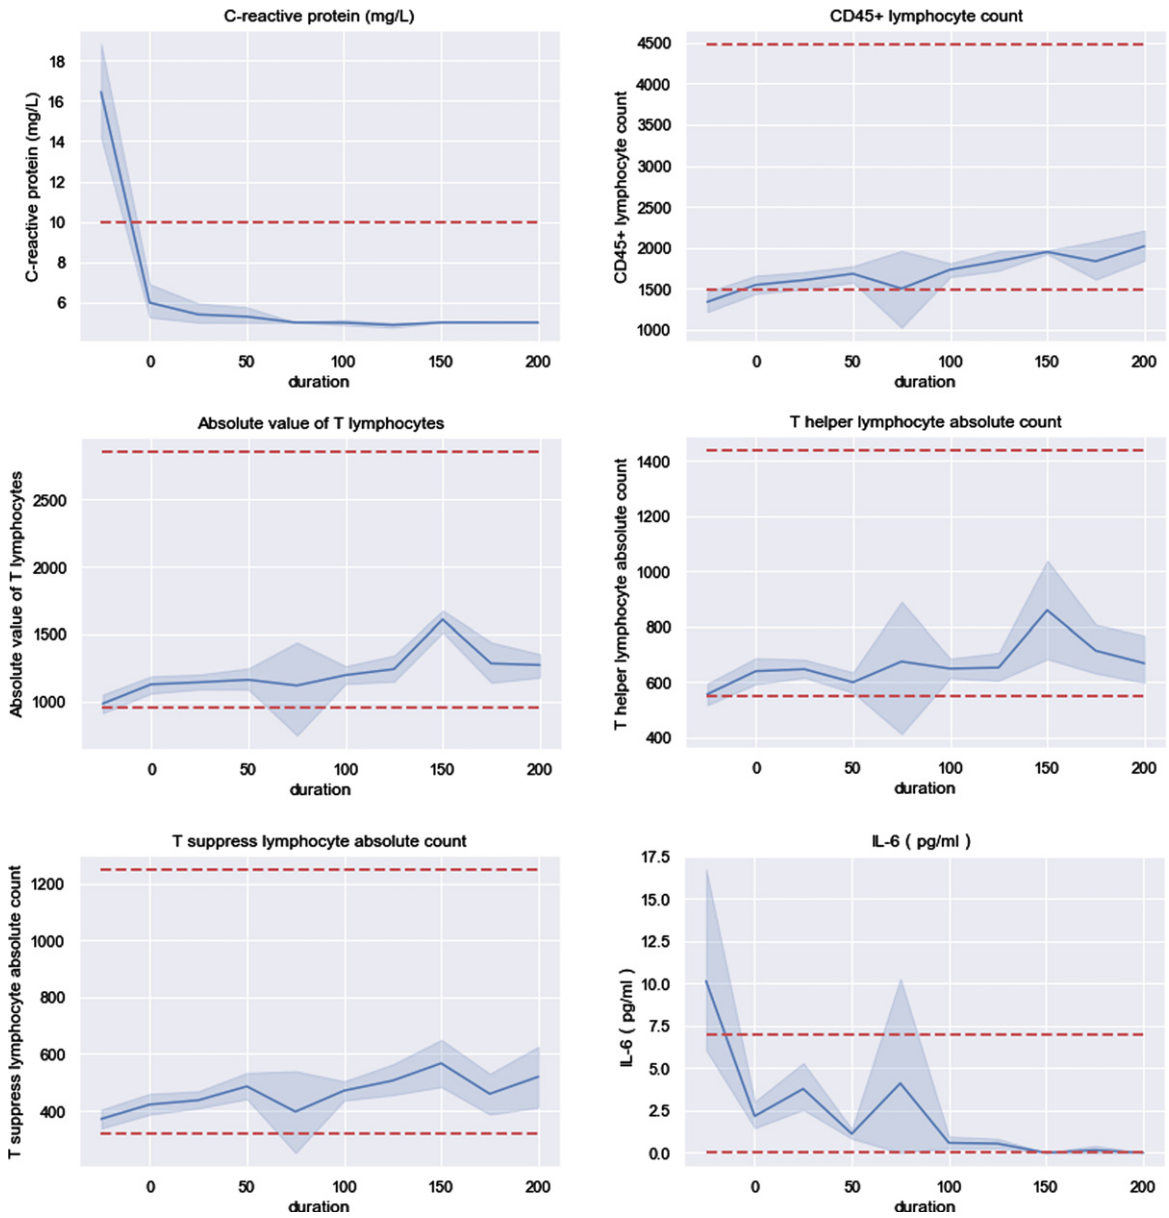 C-reactive protein (mg/L)
C-reactive protein (mg/L)
18
16
14
12
10
8
6
0 50 100 150 200
duration
CD45+ lymphocyte count
CD45+ lymphocyte count
4500
4000
3500
3000
2500
2000
1500
1000
0 50 100 150 200
duration
Absolute value of T lymphocytes
Absolute value of T lymphocytes
2500
2000
1500
1000
0 50 100 150 200
duration
T helper lymphocyte absolute count
T helper lymphocyte absolute count
1400
1200
1000
800
600
400
0 50 100 150 200
duration
T suppress lymphocyte absolute count
T suppress lymphocyte absolute count
1200
1000
800
600
400
0 50 100 150 200
duration
IL-6 ( pg/ml )
IL-6 ( pg/ml )
17.5
15.0
12.5
10.0
7.5
5.0
2.5
0.0
0 50 100 150 200
duration